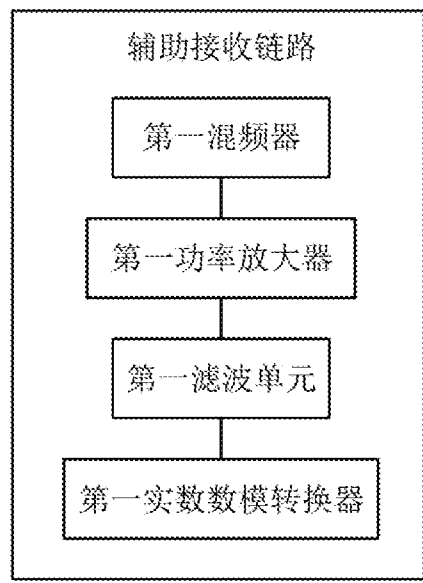 辅助接收链路
第一混频器
第一功率放大器
第一滤波单元
第一实数数模转换器